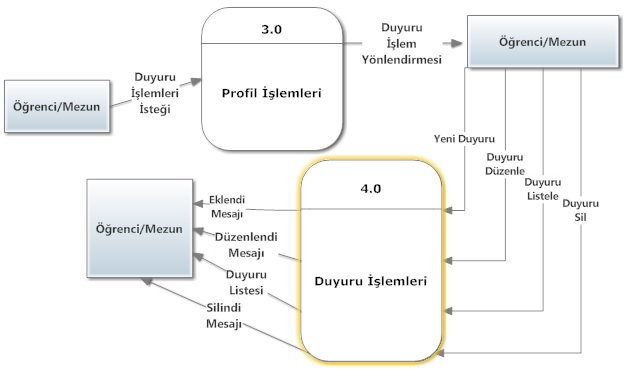 3.0
Profil İşlemleri
Duyuru
İşlem
Yönlendirmesi
Öğrenci/Mezun
Öğrenci/Mezun
Duyuru
İşlemleri
İsteği
Yeni Duyuru
Duyuru
Düzenle
Duyuru
Listele
Duyuru
Sil
4.0
Duyuru İşlemleri
Öğrenci/Mezun
Eklendi
Mesajı
Düzenlendi
Mesajı
Duyuru
Listesi
Silindi
Mesajı